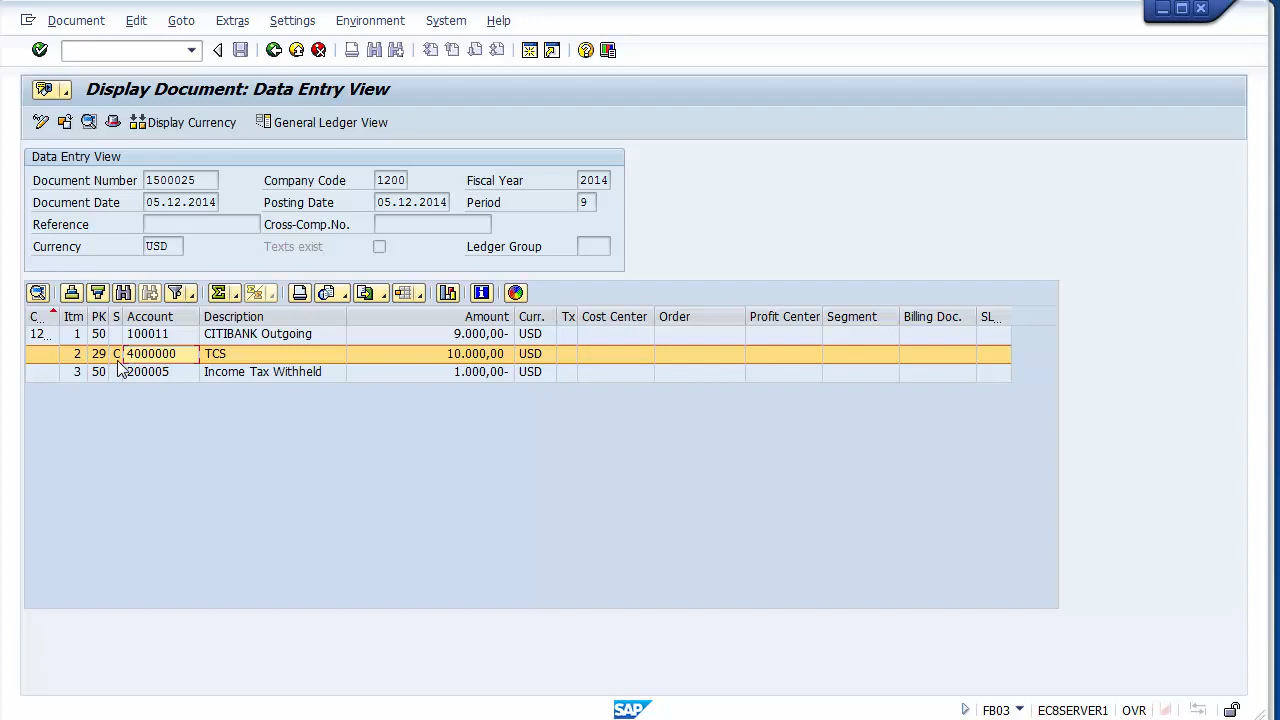 Document Edit Goto Extras Settings Environment System Help
Display Document: Data Entry View
Display Currency General Ledger View
Data Entry View
Document Number 1500025 Company Code 1200 Fiscal Year 2014
Document Date 05.12.2014 Posting Date 05.12.2014 Period 9
Reference Cross-Comp.No.
Currency USD Texts exist Ledger Group
C... Itm PK S Account Description Amount Curr. Tx Cost Center Order Profit Center Segment Billing Doc. SL...
12... 1 50 100011 CITIBANK Outgoing 9.000,00- USD
2 29 C 4000000 TCS 10.000,00 USD
3 50 200005 Income Tax Withheld 1.000,00- USD
SAP FB03 ECSERVER1 OVR